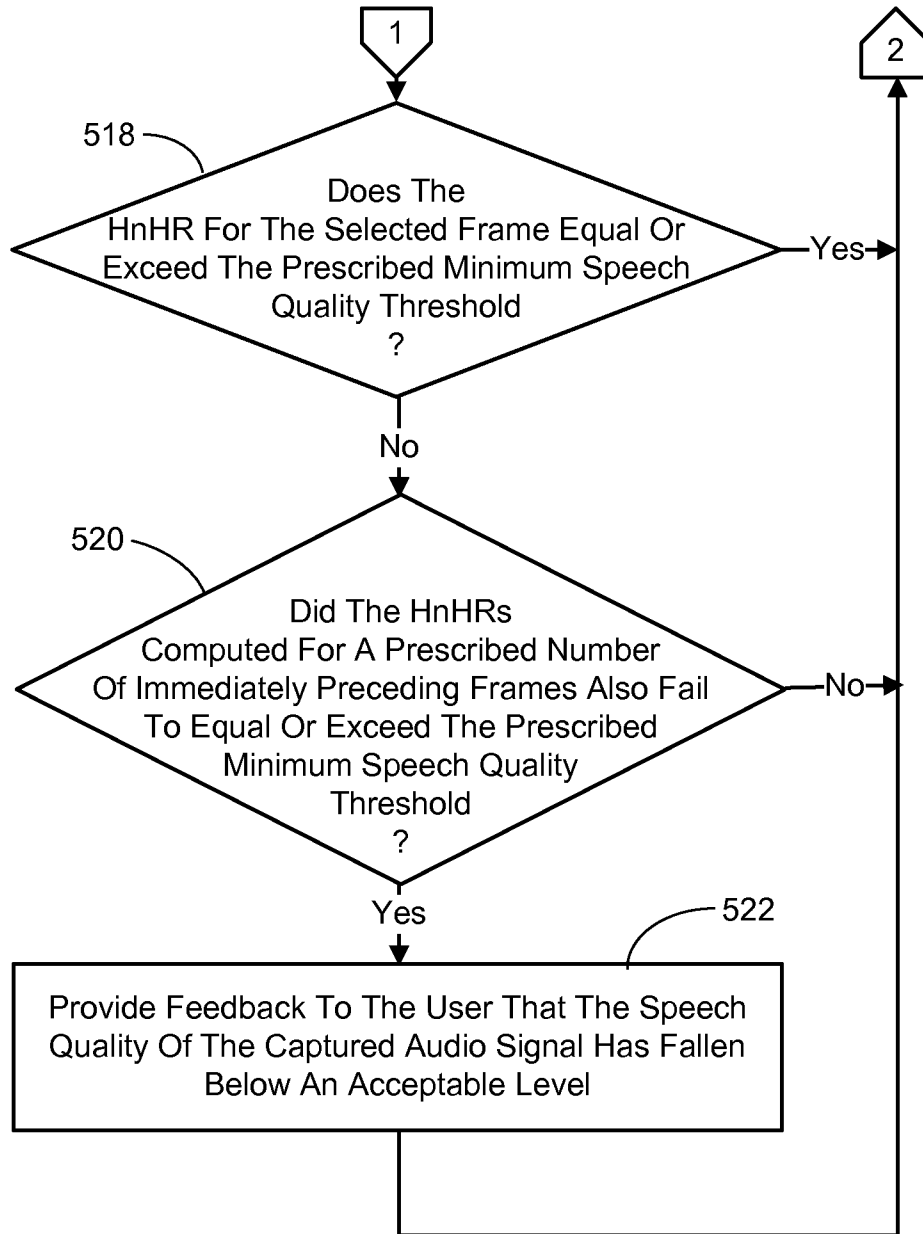 1
2
518
Does The
HnHR For The Selected Frame Equal Or
Exceed The Prescribed Minimum Speech
Quality Threshold
?
Yes
No
520
Did The HnHRs
Computed For A Prescribed Number
Of Immediately Preceding Frames Also Fail
To Equal Or Exceed The Prescribed
Minimum Speech Quality
Threshold
?
No
Yes
522
Provide Feedback To The User That The Speech
Quality Of The Captured Audio Signal Has Fallen
Below An Acceptable Level